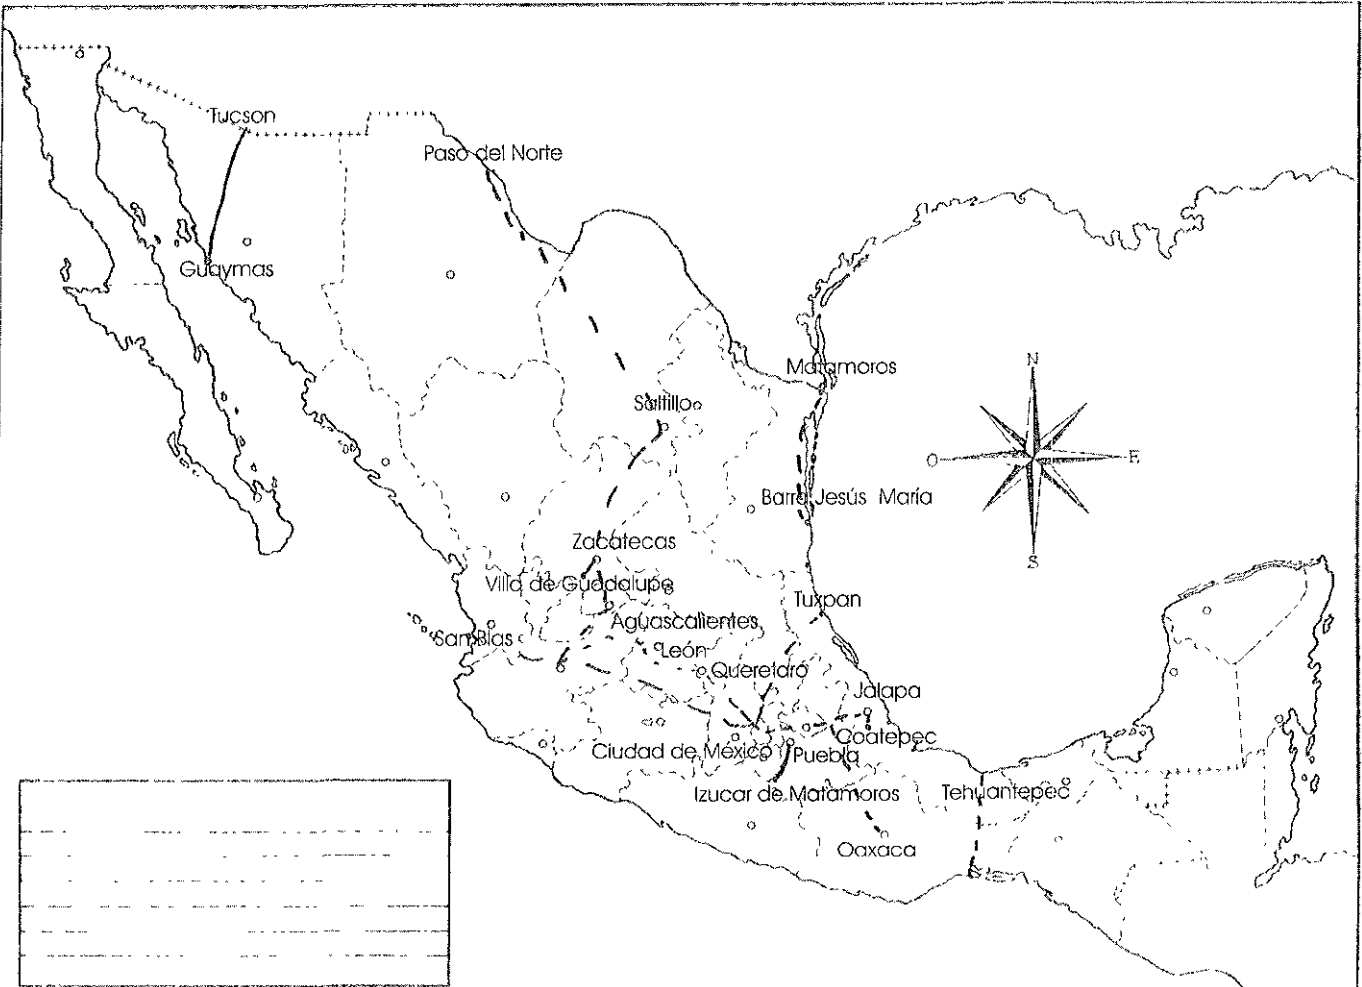 Tucson
Paso del Norte
Guaymas
N
Matamoros
Saltillo
O
E
Barra Jesús María
Zacatecas
S
Villa de Guadalupe
Tuxpan
Aguascalientes
San Blas
León
Queretaro
Jalapa
Coatepec
Ciudad de México
Puebla
Izucar de Matamoros
Tehuantepec
Oaxaca